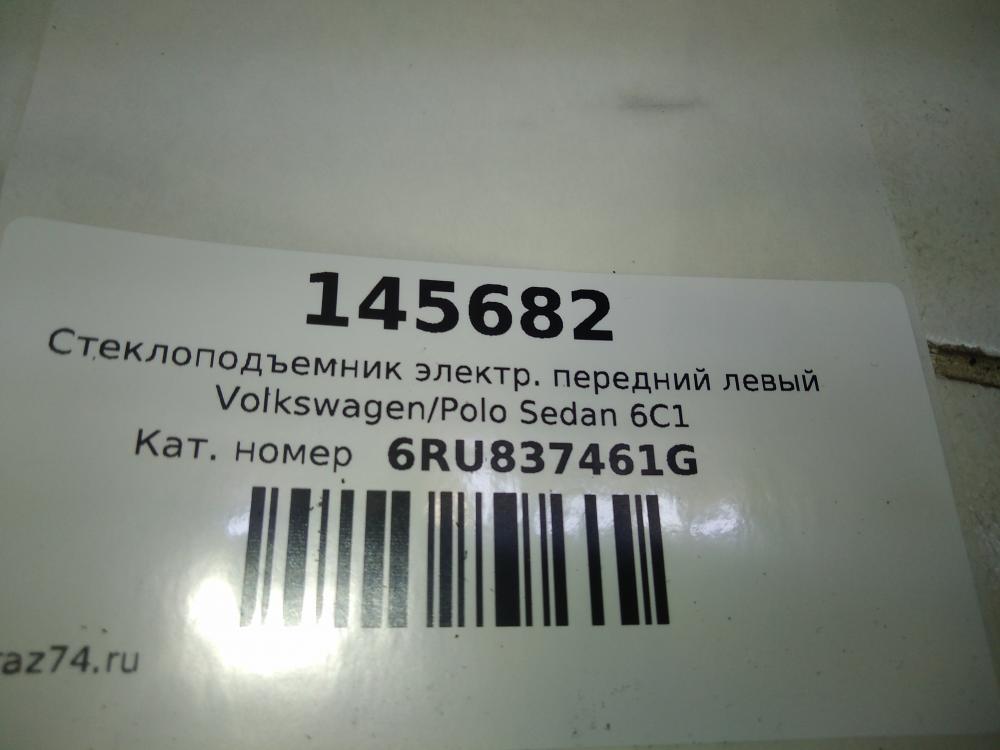 145682
Стеклоподъемник электр. передний левый
Volkswagen/Polo Sedan 6C1
Кат. номер 6RU837461G
raz74.ru